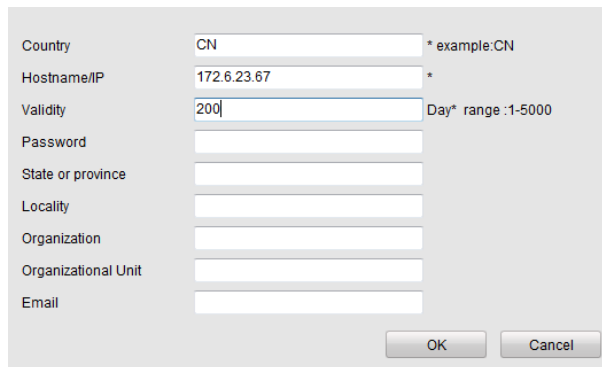 Country CN * example:CN
Hostname/IP 172.6.23.67 *
Validity 200 Day* range :1-5000
Password
State or province
Locality
Organization
Organizational Unit
Email
OK Cancel